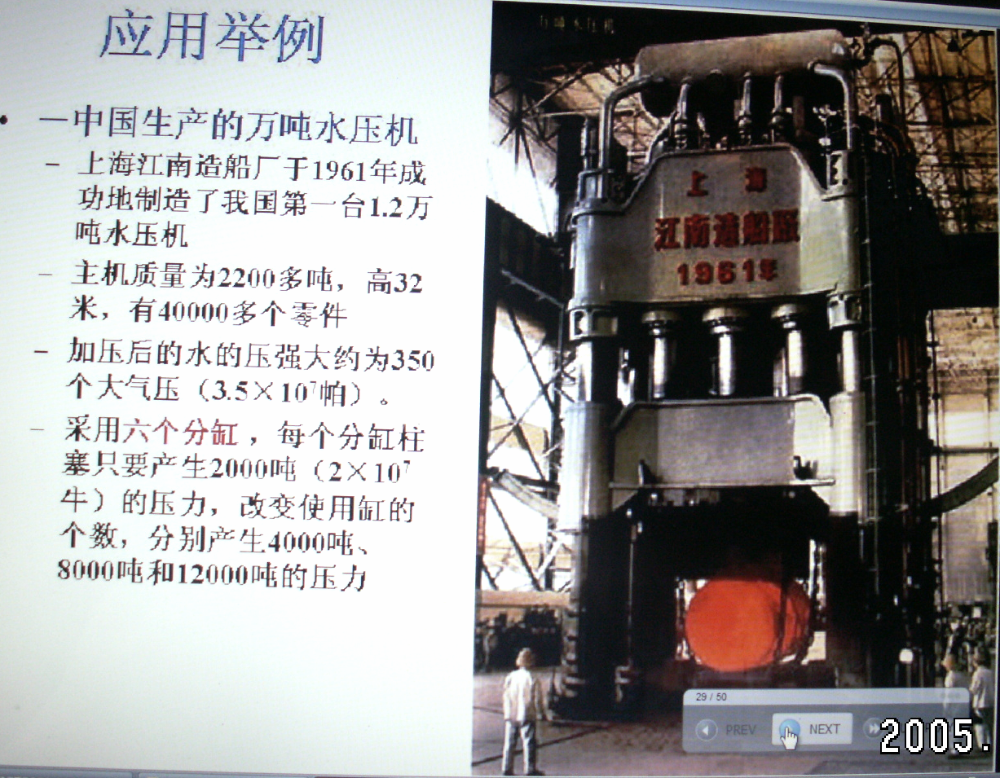 应用举例
万吨水压机
• —中国生产的万吨水压机
– 上海江南造船厂于1961年成
功地制造了我国第一台1.2万
吨水压机
– 主机质量为2200多吨，高32
米，有40000多个零件
– 加压后的水的压强大约为350
个大气压（3.5×10⁷帕）。
– 采用六个分缸，每个分缸柱
塞只要产生2000吨（2×10⁷
牛）的压力，改变使用缸的
个数，分别产生4000吨、
8000吨和12000吨的压力
上海
江南造船厰
1961年
29 / 50
PREV
NEXT
2005.